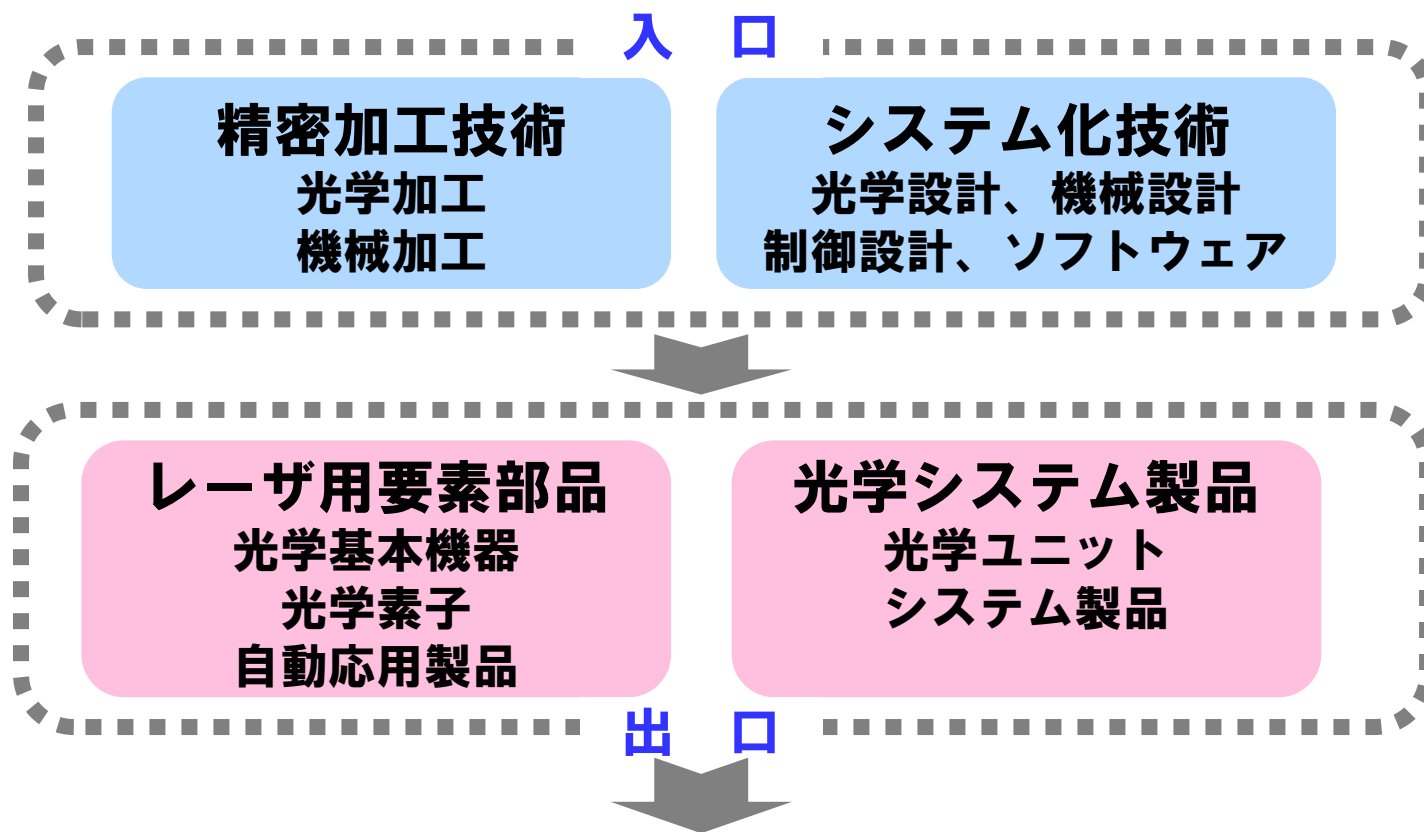 入 口
精密加工技術
光学加工
機械加工
システム化技術
光学設計、機械設計
制御設計、ソフトウェア
レーザ用要素部品
光学基本機器
光学素子
自動応用製品
光学システム製品
光学ユニット
システム製品
出 口